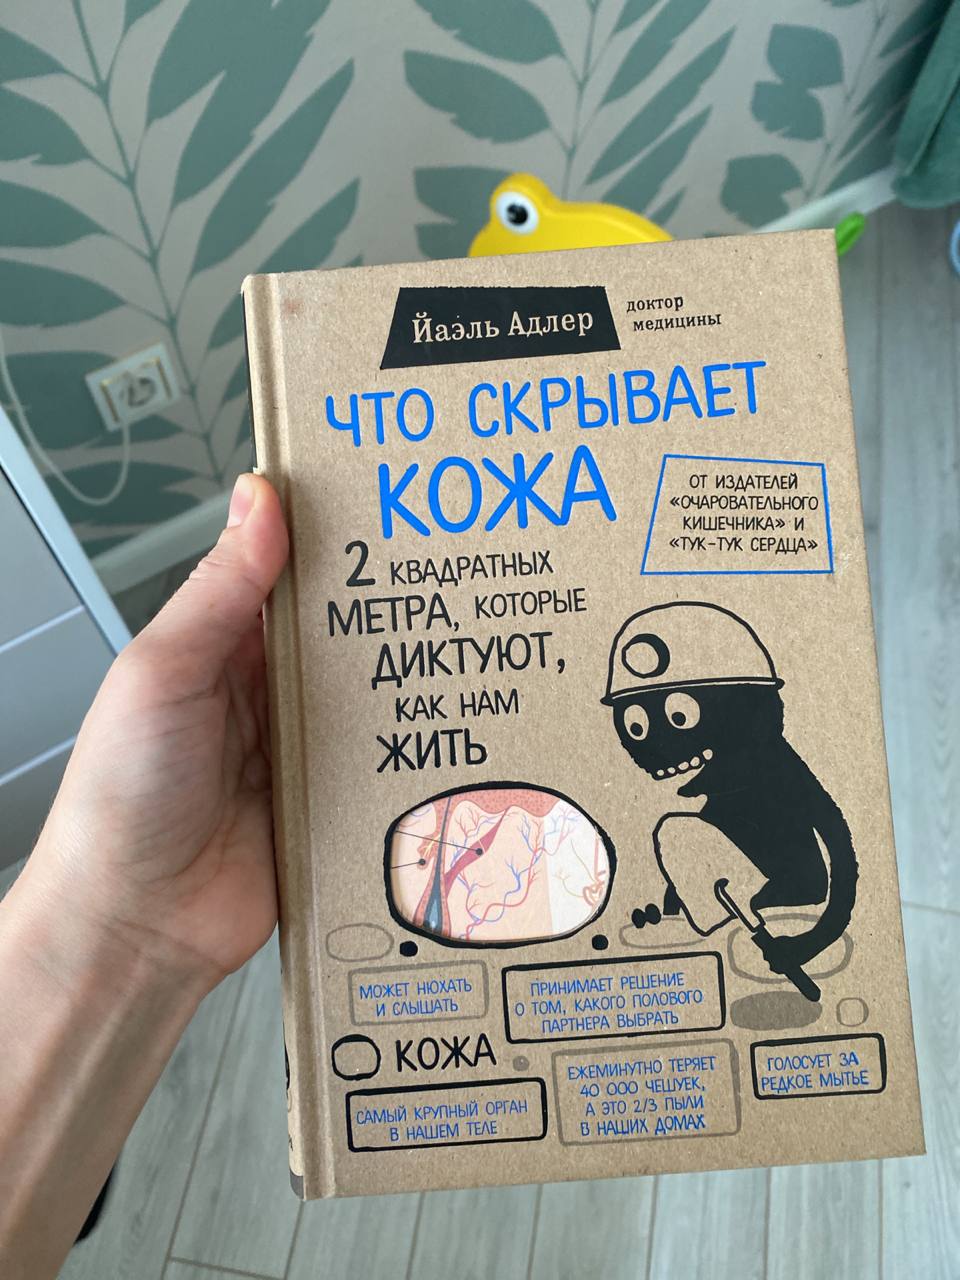 Йаэль Адлер
доктор
медицины
ЧТО СКРЫВАЕТ
КОЖА
ОТ ИЗДАТЕЛЕЙ
«ОЧАРОВАТЕЛЬНОГО
КИШЕЧНИКА» И
«ТУК-ТУК СЕРДЦА»
2 КВАДРАТНЫХ
МЕТРА, КОТОРЫЕ
ДИКТУЮТ,
КАК НАМ
ЖИТЬ
МОЖЕТ НЮХАТЬ
И СЛЫШАТЬ
ПРИНИМАЕТ РЕШЕНИЕ
О ТОМ, КАКОГО ПОЛОВОГО
ПАРТНЕРА ВЫБРАТЬ
КОЖА
ЕЖЕМИНУТНО ТЕРЯЕТ
40 000 ЧЕШУЕК,
А ЭТО 2/3 ПЫЛИ
В НАШИХ ДОМАХ
ГОЛОСУЕТ ЗА
РЕДКОЕ МЫТЬЕ
САМЫЙ КРУПНЫЙ ОРГАН
В НАШЕМ ТЕЛЕ